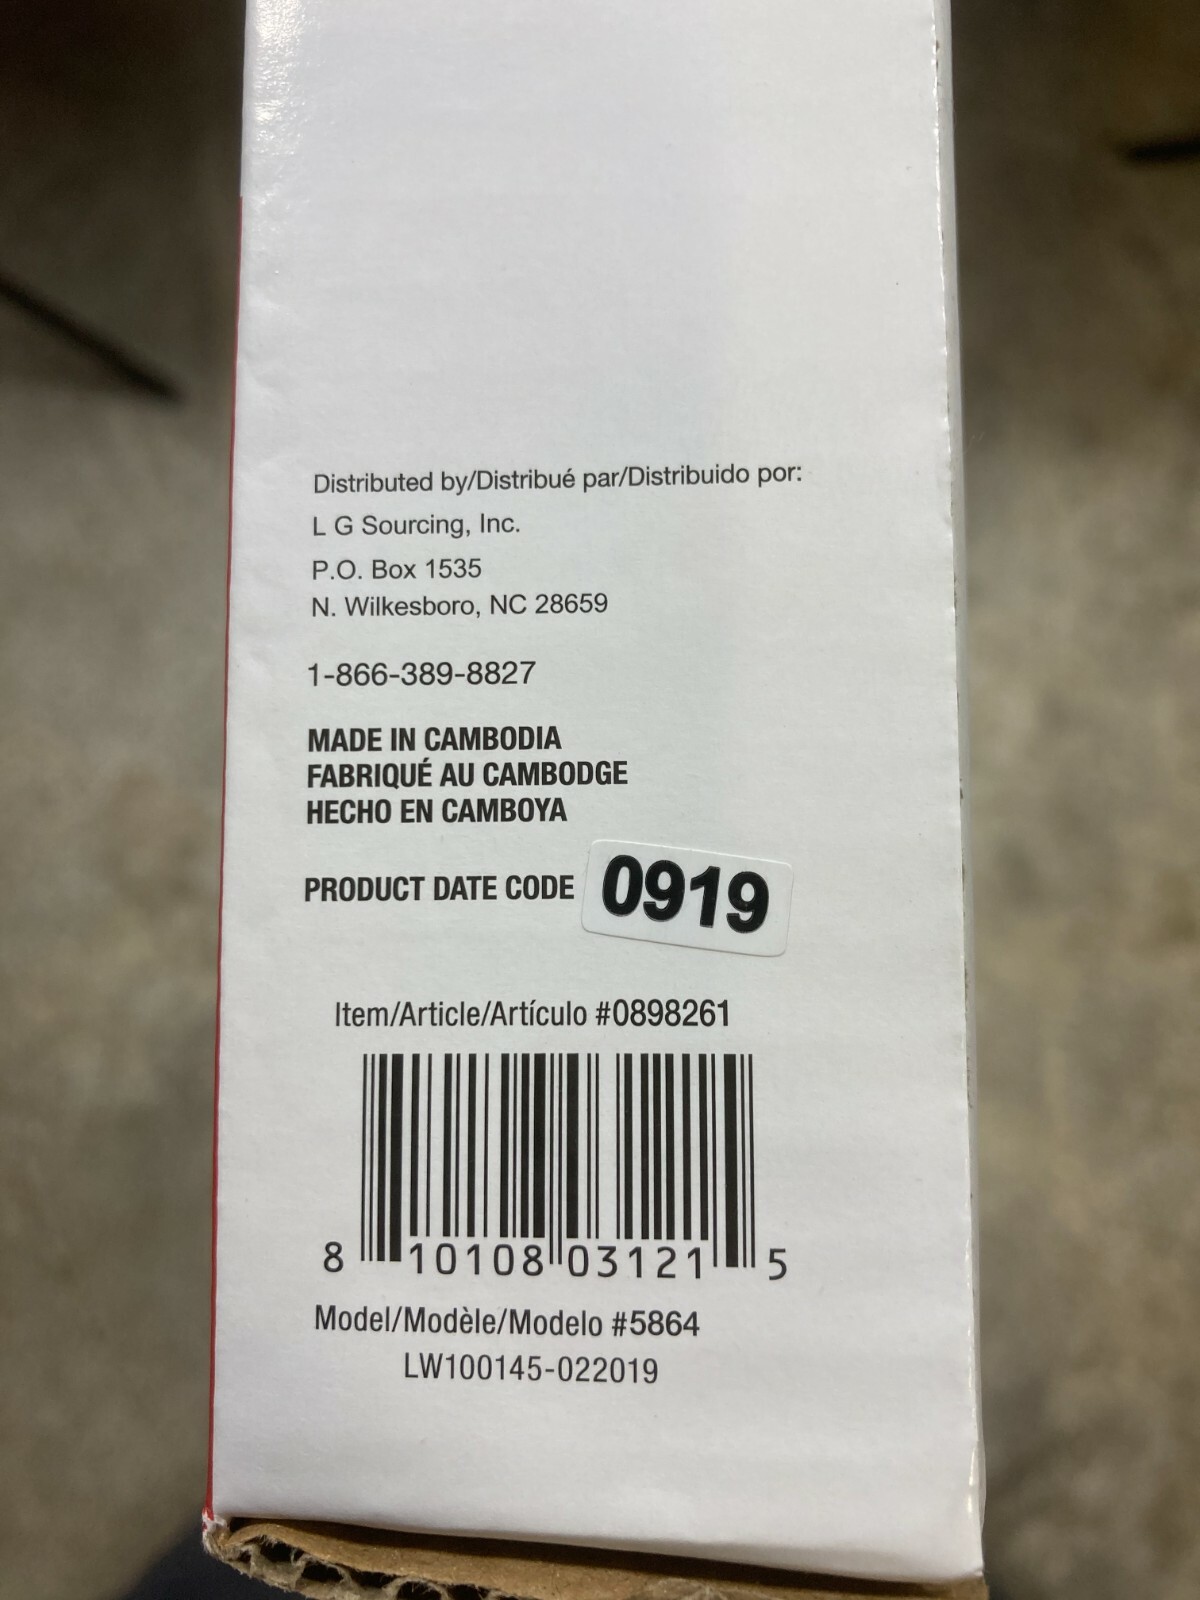 Distributed by/Distribué par/Distribuido por:
L G Sourcing, Inc.
P.O. Box 1535
N. Wilkesboro, NC 28659
1-866-389-8827
MADE IN CAMBODIA
FABRIQUÉ AU CAMBODGE
HECHO EN CAMBOYA
PRODUCT DATE CODE 0919
Item/Article/Artículo #0898261
8 10108 03121 5
Model/Modèle/Modelo #5864
LW100145-022019